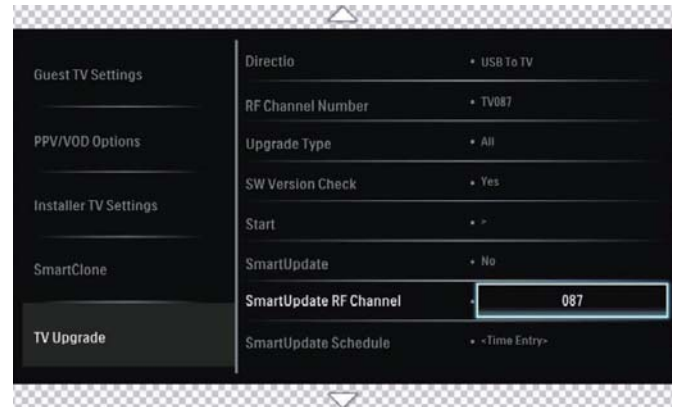 Guest TV Settings
PPV/VOD Options
Installer TV Settings
SmartClone
TV Upgrade
Directio • USB To TV
RF Channel Number • TV087
Upgrade Type • All
SW Version Check • Yes
Start • >
SmartUpdate • No
SmartUpdate RF Channel • 087
SmartUpdate Schedule • <Time Entry>